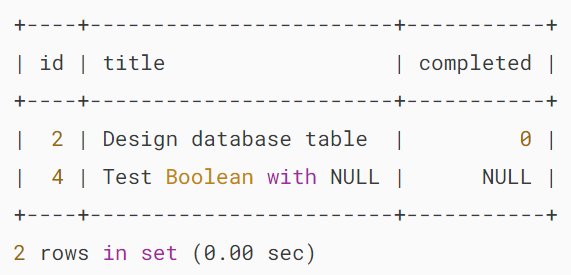 +----+------------------------+-----------+
| id | title                  | completed |
+----+------------------------+-----------+
|  2 | Design database table  |         0 |
|  4 | Test Boolean with NULL |      NULL |
+----+------------------------+-----------+
2 rows in set (0.00 sec)